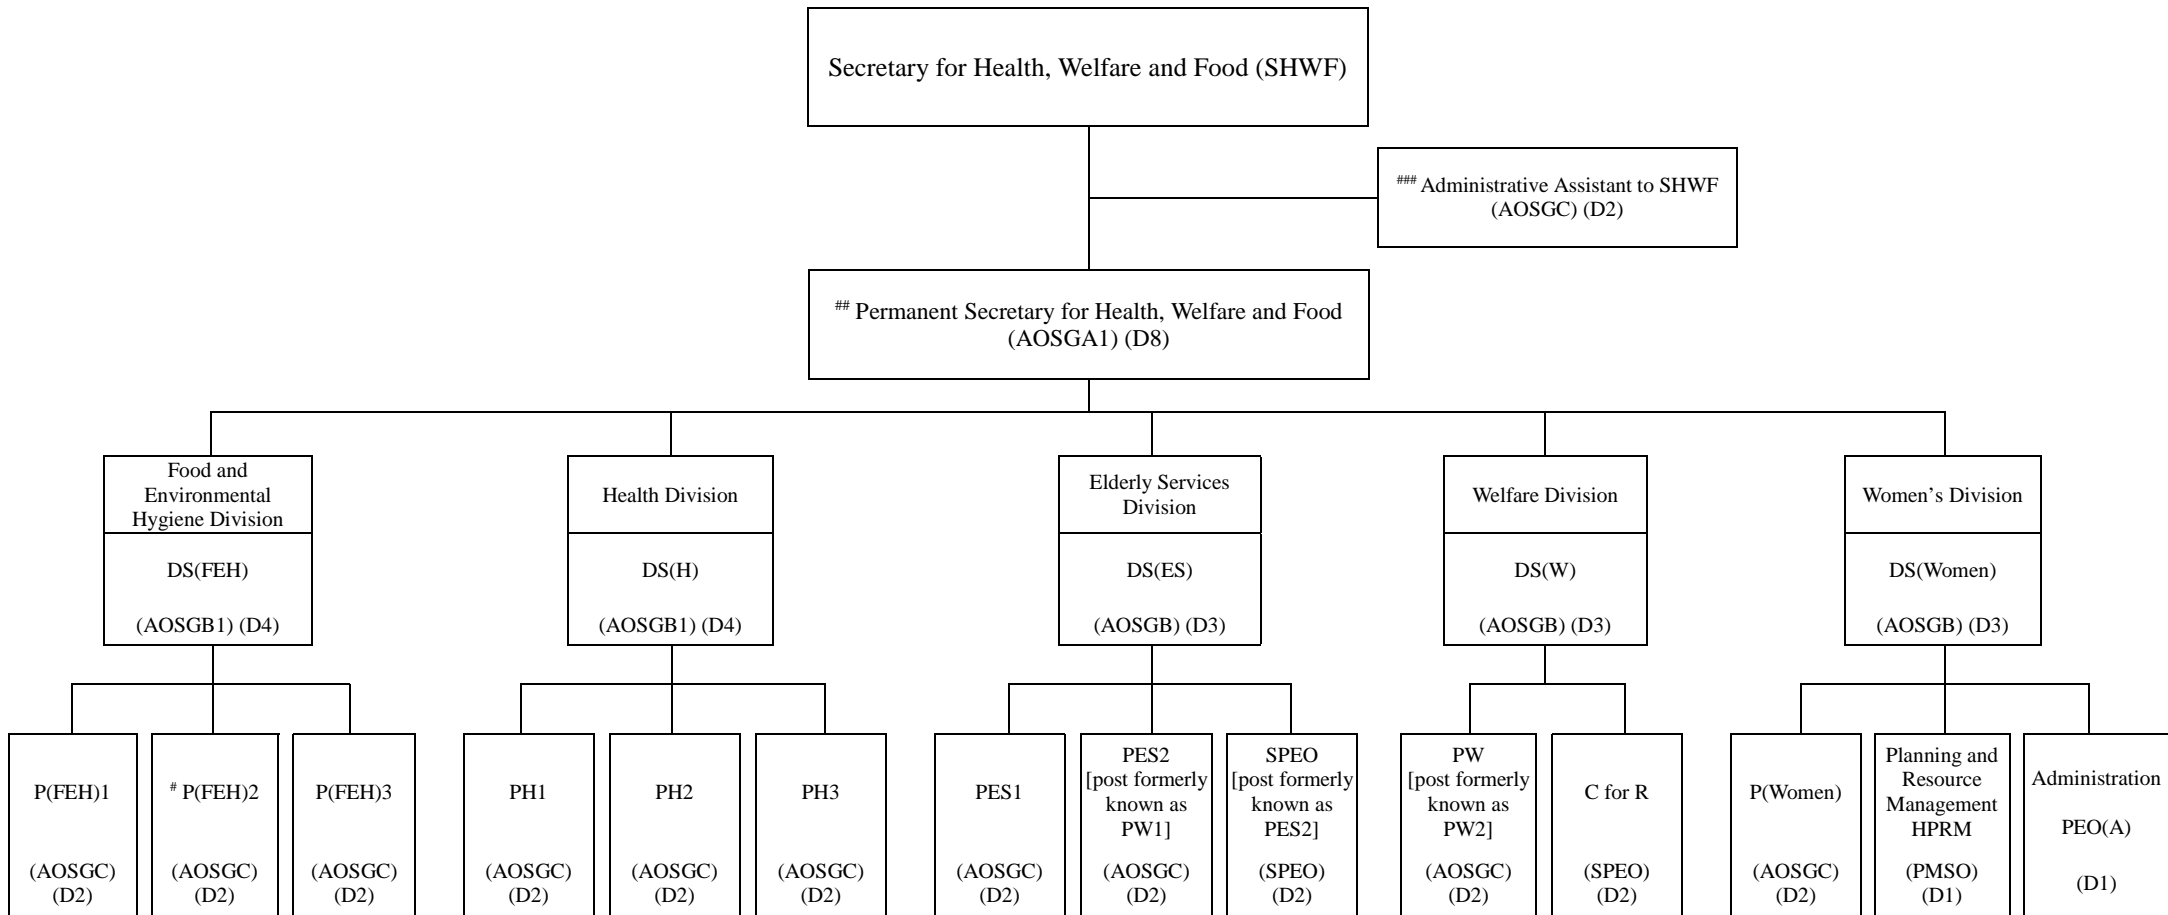 Secretary for Health, Welfare and Food (SHWF)
### Administrative Assistant to SHWF
(AOSGC) (D2)
## Permanent Secretary for Health, Welfare and Food
(AOSGA1) (D8)
Food and
Environmental
Hygiene Division
DS(FEH)
(AOSGB1) (D4)
Health Division
DS(H)
(AOSGB1) (D4)
Elderly Services
Division
DS(ES)
(AOSGB) (D3)
Welfare Division
DS(W)
(AOSGB) (D3)
Women’s Division
DS(Women)
(AOSGB) (D3)
P(FEH)1
(AOSGC)
(D2)
# P(FEH)2
(AOSGC)
(D2)
P(FEH)3
(AOSGC)
(D2)
PH1
(AOSGC)
(D2)
PH2
(AOSGC)
(D2)
PH3
(AOSGC)
(D2)
PES1
(AOSGC)
(D2)
PES2
[post formerly
known as
PW1]
(AOSGC)
(D2)
SPEO
[post formerly
known as
PES2]
(SPEO)
(D2)
PW
[post formerly
known as
PW2]
(AOSGC)
(D2)
C for R
(SPEO)
(D2)
P(Women)
(AOSGC)
(D2)
Planning and
Resource
Management
HPRM
(PMSO)
(D1)
Administration
PEO(A)
(D1)